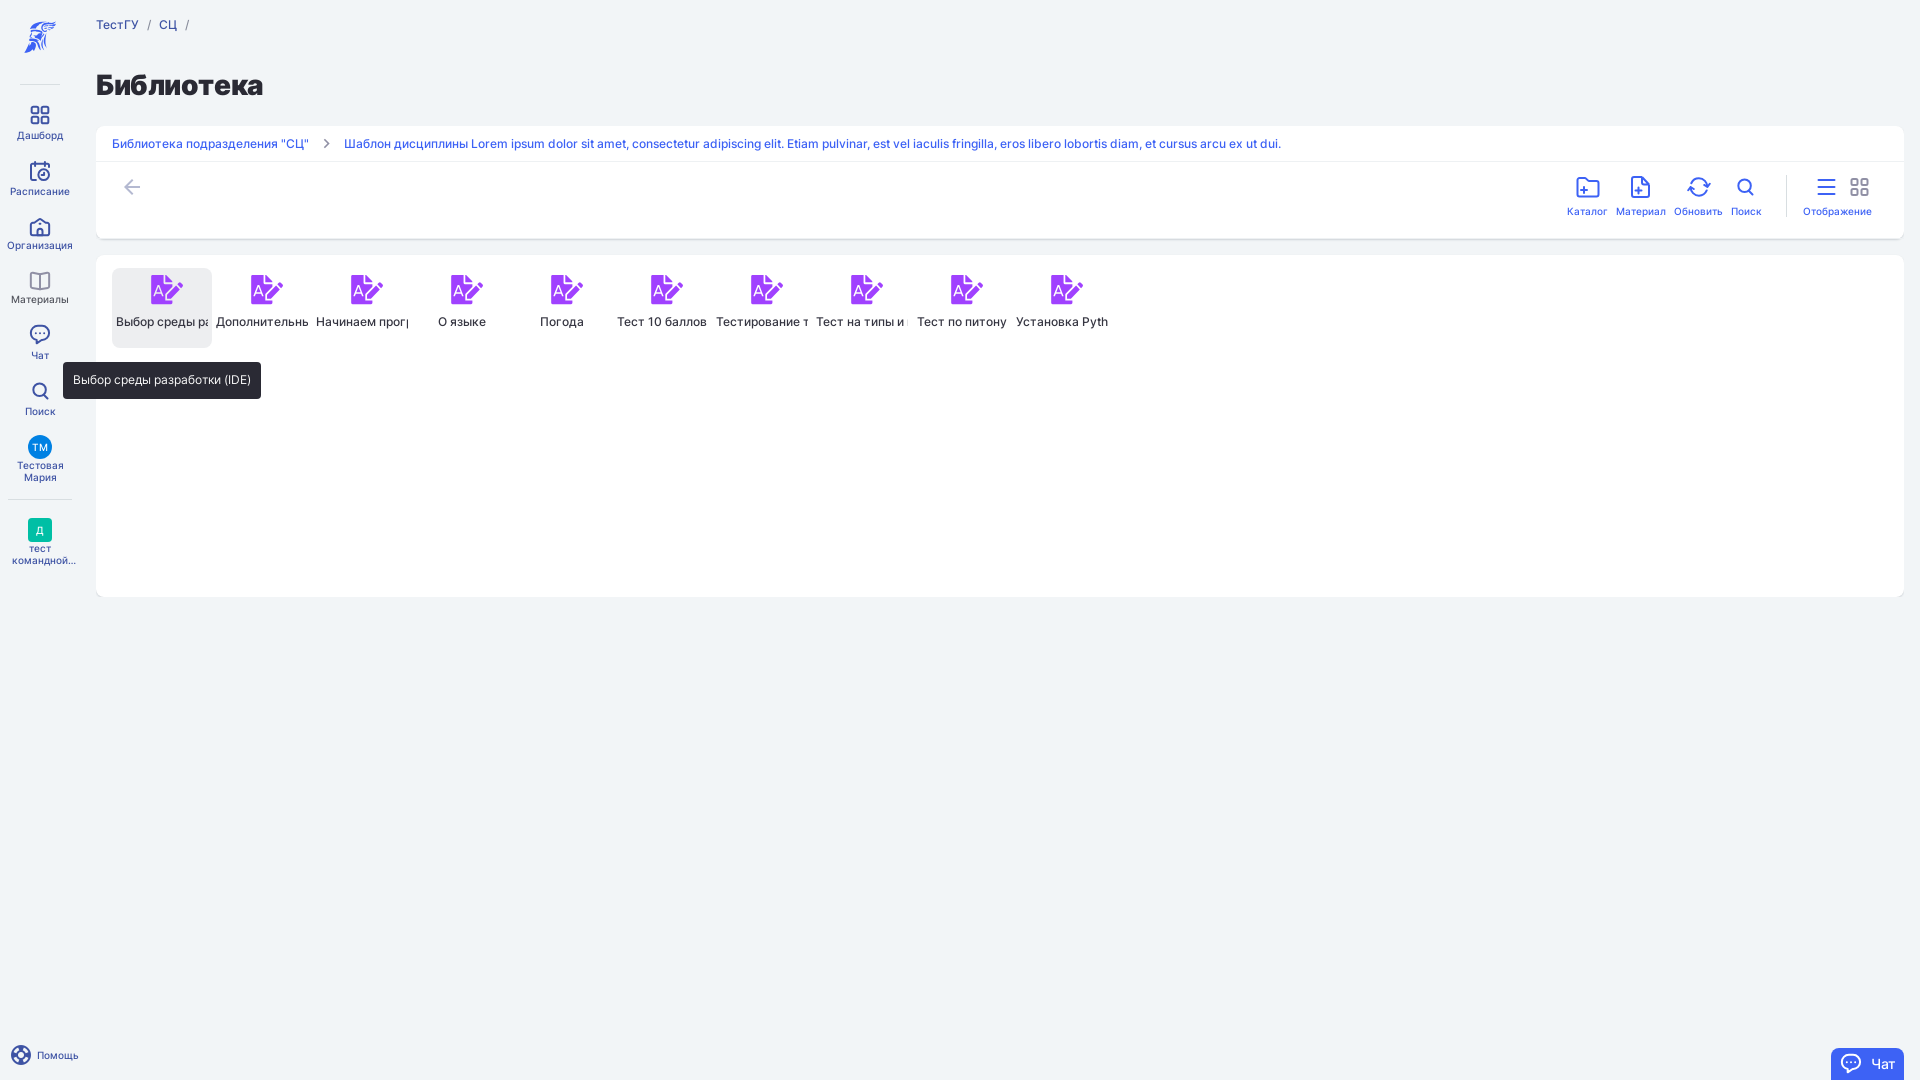 ТестГУ / СЦ /
Библиотека
Библиотека подразделения "СЦ" > Шаблон дисциплины Lorem ipsum dolor sit amet, consectetur adipiscing elit. Etiam pulvinar, est vel iaculis fringilla, eros libero lobortis diam, et cursus arcu ex ut dui.
Каталог Материал Обновить Поиск Отображение
Выбор среды ра Дополнительнь Начинаем прогр О языке Погода Тест 10 баллов Тестирование т Тест на типы и Тест по питону Установка Pyth
Выбор среды разработки (IDE)
Дашборд
Расписание
Организация
Материалы
Чат
Поиск
ТМ
Тестовая
Мария
Д
тест
командной...
Помощь
Чат